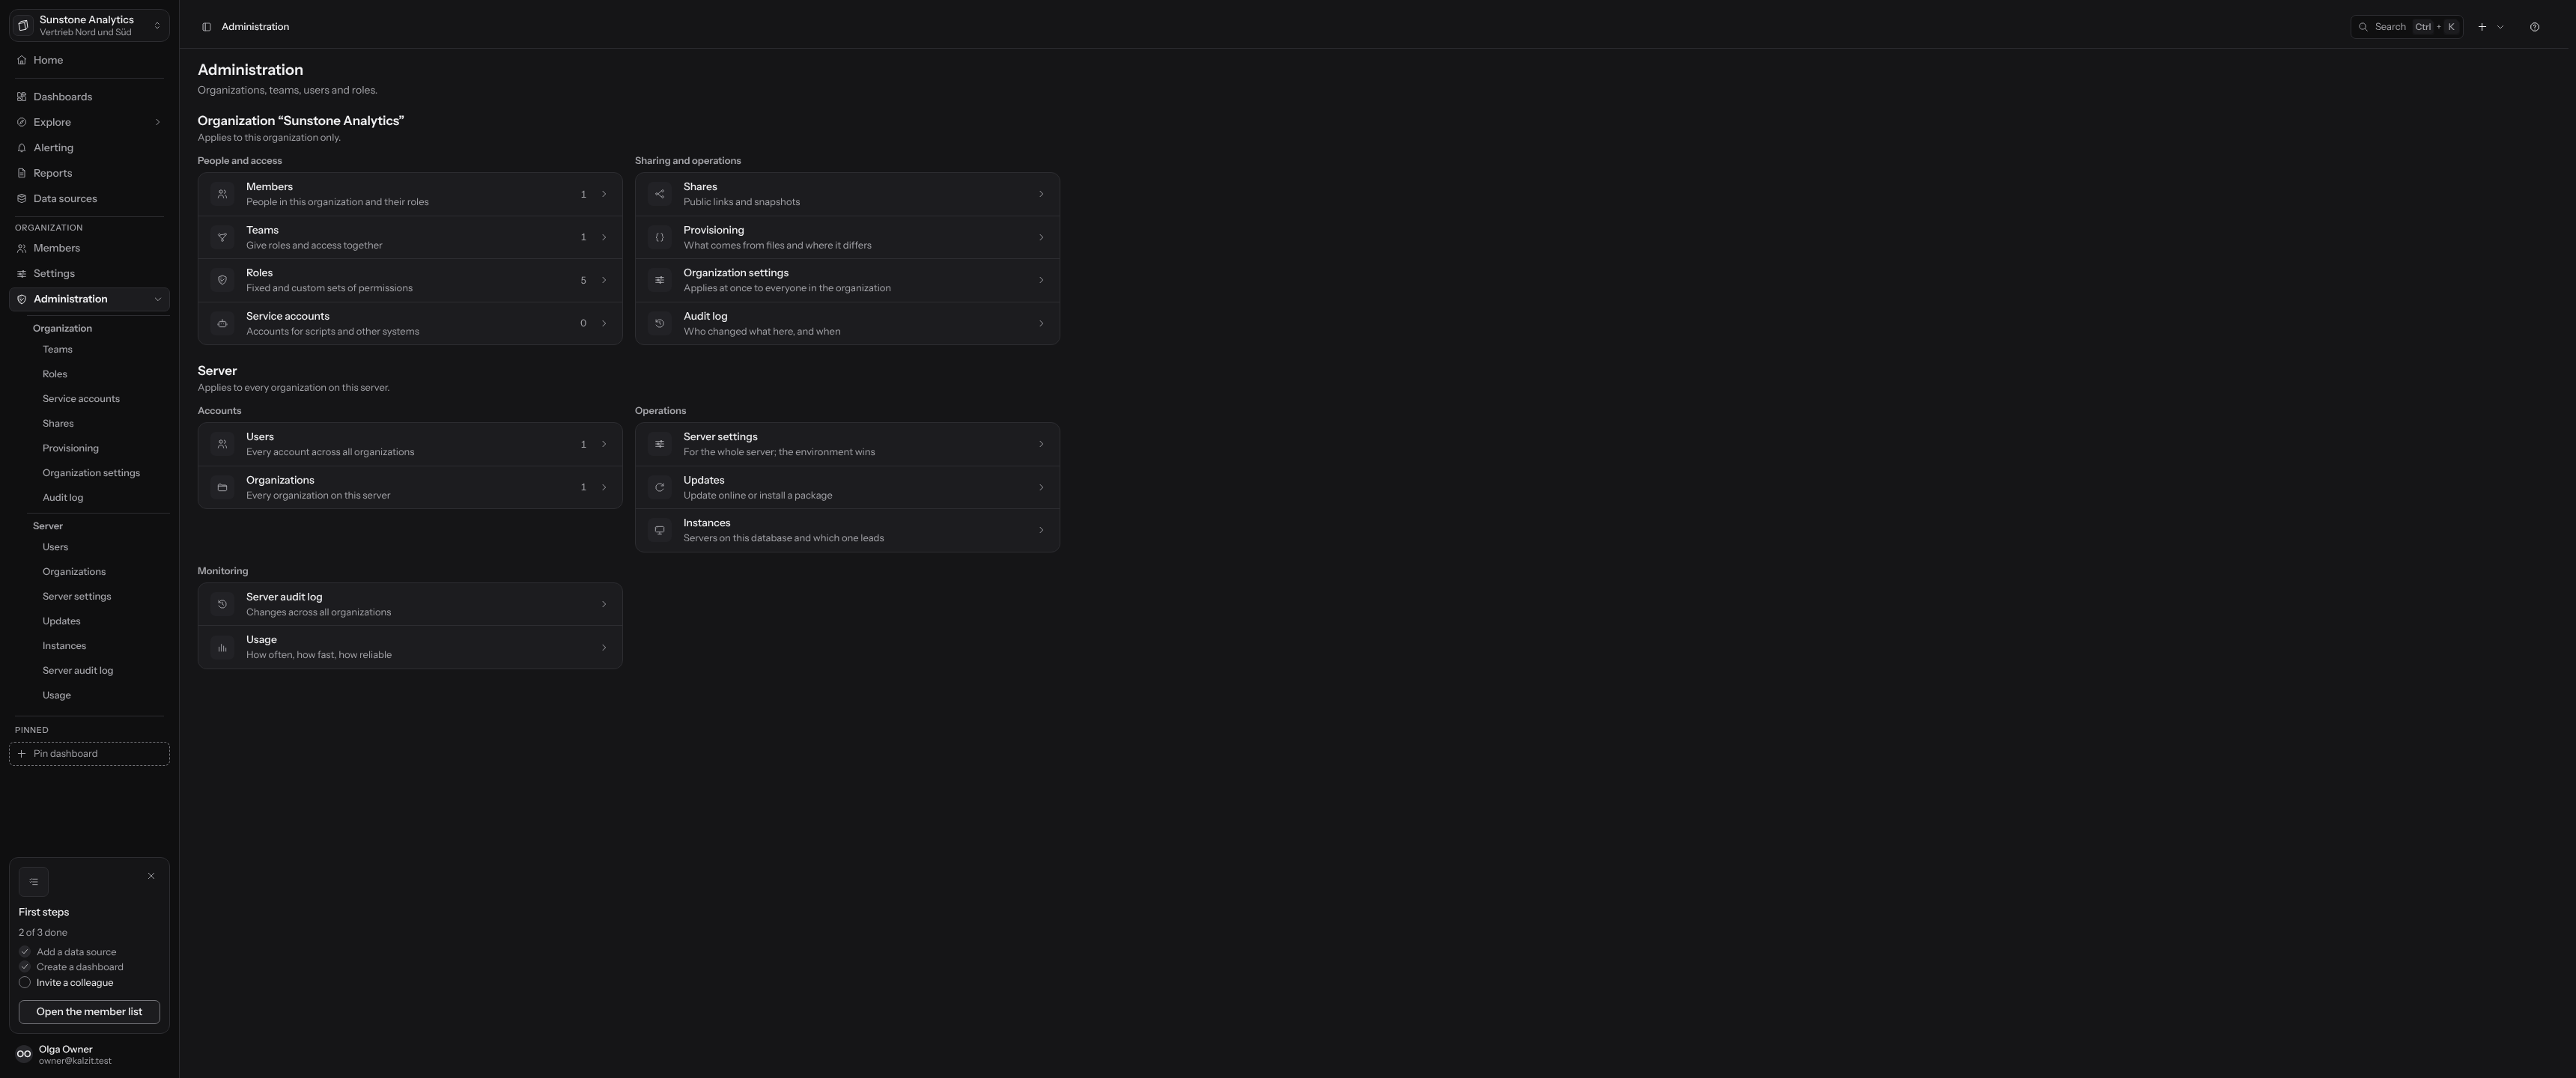 Sunstone Analytics
Vertrieb Nord und Süd
Home
Dashboards
Explore
Alerting
Reports
Data sources
ORGANIZATION
Members
Settings
Administration
Organization
Teams
Roles
Service accounts
Shares
Provisioning
Organization settings
Audit log
Server
Users
Organizations
Server settings
Updates
Instances
Server audit log
Usage
PINNED
Pin dashboard
First steps
2 of 3 done
Add a data source
Create a dashboard
Invite a colleague
Open the member list
OO
Olga Owner
owner@kalzit.test
Administration
Search Ctrl + K
Administration
Organizations, teams, users and roles.
Organization “Sunstone Analytics”
Applies to this organization only.
People and access
Members
People in this organization and their roles
1
Teams
Give roles and access together
1
Roles
Fixed and custom sets of permissions
5
Service accounts
Accounts for scripts and other systems
0
Sharing and operations
Shares
Public links and snapshots
Provisioning
What comes from files and where it differs
Organization settings
Applies at once to everyone in the organization
Audit log
Who changed what here, and when
Server
Applies to every organization on this server.
Accounts
Users
Every account across all organizations
1
Organizations
Every organization on this server
1
Operations
Server settings
For the whole server; the environment wins
Updates
Update online or install a package
Instances
Servers on this database and which one leads
Monitoring
Server audit log
Changes across all organizations
Usage
How often, how fast, how reliable